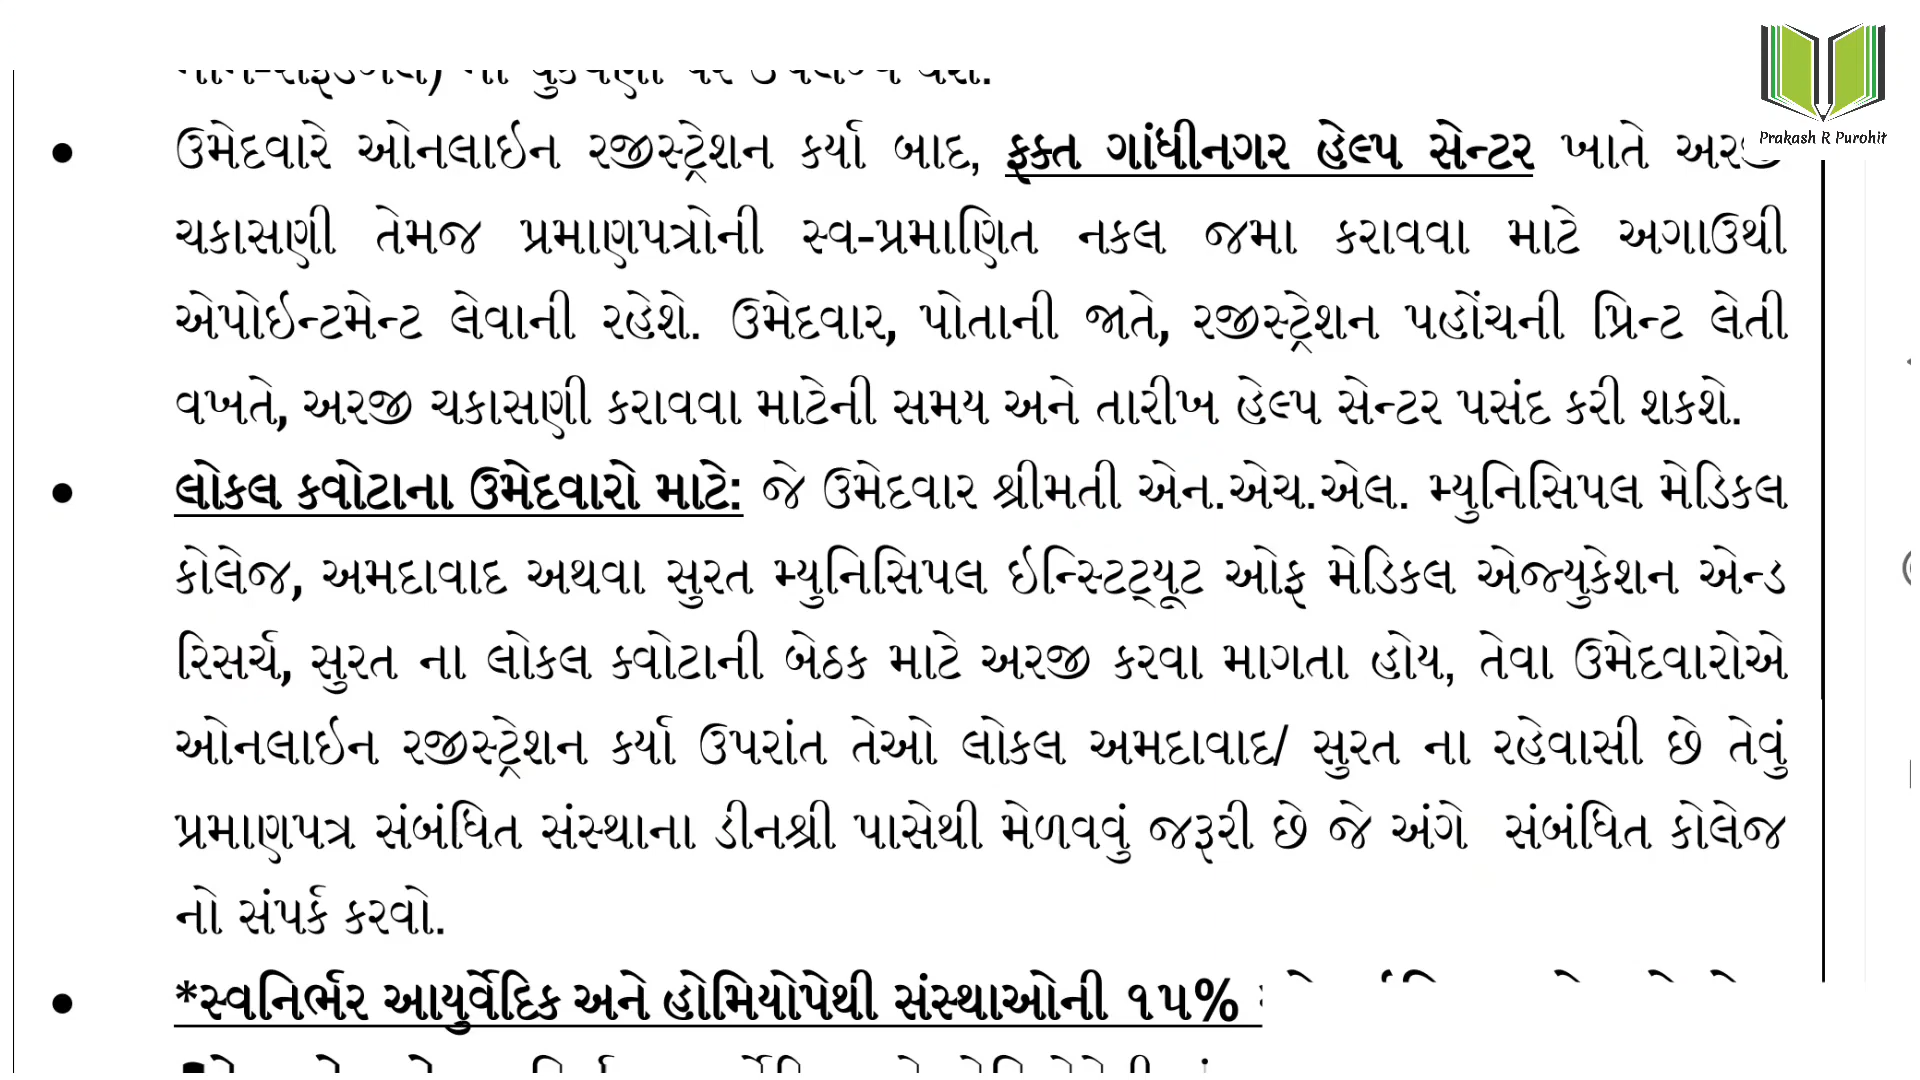 Prakash R Purohit
ઉમેદવારે ઓનલાઇન રજીસ્ટ્રેશન કર્યા બાદ, ફક્ત ગાંધીનગર હેલ્પ સેન્ટર ખાતે અરજી
ચકાસણી તેમજ પ્રમાણપત્રોની સ્વ-પ્રમાણિત નકલ જમા કરાવવા માટે અગાઉથી
એપોઇન્ટમેન્ટ લેવાની રહેશે. ઉમેદવાર, પોતાની જાતે, રજીસ્ટ્રેશન પહોંચની પ્રિન્ટ લેતી
વખતે, અરજી ચકાસણી કરાવવા માટેની સમય અને તારીખ હેલ્પ સેન્ટર પસંદ કરી શકશે.
લોકલ ક્વોટાના ઉમેદવારો માટે: જે ઉમેદવાર શ્રીમતી એન.એચ.એલ. મ્યુનિસિપલ મેડિકલ
કોલેજ, અમદાવાદ અથવા સુરત મ્યુનિસિપલ ઇન્સ્ટિટ્યૂટ ઓફ મેડિકલ એજ્યુકેશન એન્ડ
રિસર્ચ, સુરત ના લોકલ ક્વોટાની બેઠક માટે અરજી કરવા માગતા હોય, તેવા ઉમેદવારોએ
ઓનલાઇન રજીસ્ટ્રેશન કર્યા ઉપરાંત તેઓ લોકલ અમદાવાદ/ સુરત ના રહેવાસી છે તેવું
પ્રમાણપત્ર સંબંધિત સંસ્થાના ડીનશ્રી પાસેથી મેળવવું જરૂરી છે જે અંગે સંબંધિત કોલેજ
નો સંપર્ક કરવો.
*સ્વનિર્ભર આયુર્વેદિક અને હોમિયોપેથી સંસ્થાઓની ૧૫%